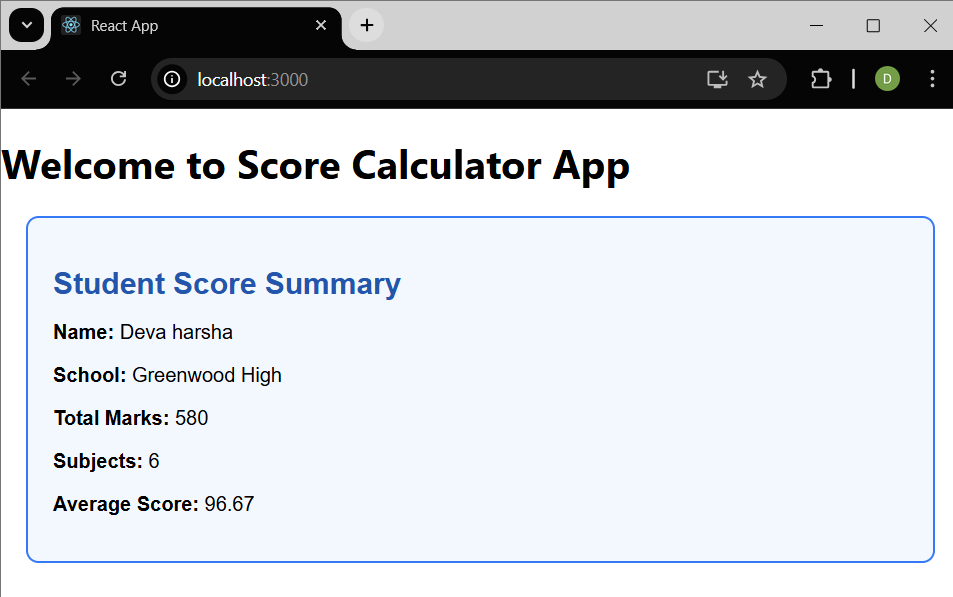 React App
localhost:3000
D
Welcome to Score Calculator App
Student Score Summary
Name: Deva harsha
School: Greenwood High
Total Marks: 580
Subjects: 6
Average Score: 96.67